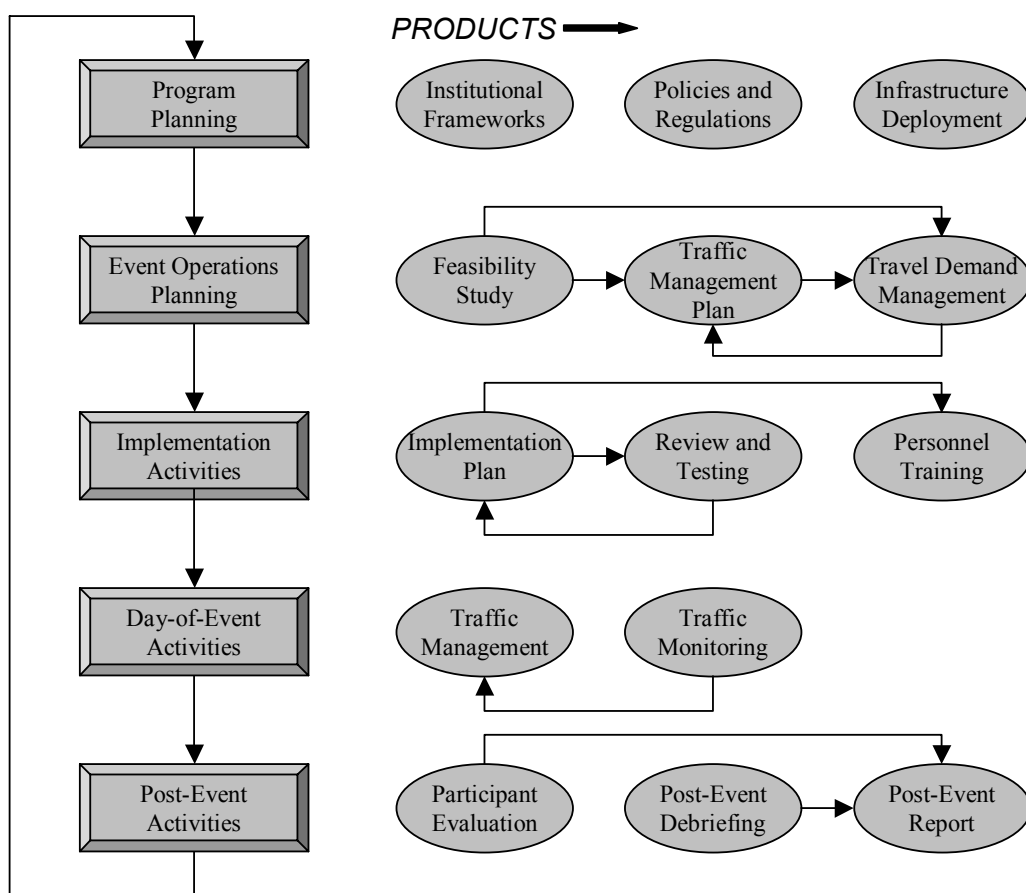 PRODUCTS
Program
Planning
Institutional
Frameworks
Policies and
Regulations
Infrastructure
Deployment
Event Operations
Planning
Feasibility
Study
Traffic
Management
Plan
Travel Demand
Management
Implementation
Activities
Implementation
Plan
Review and
Testing
Personnel
Training
Day-of-Event
Activities
Traffic
Management
Traffic
Monitoring
Post-Event
Activities
Participant
Evaluation
Post-Event
Debriefing
Post-Event
Report